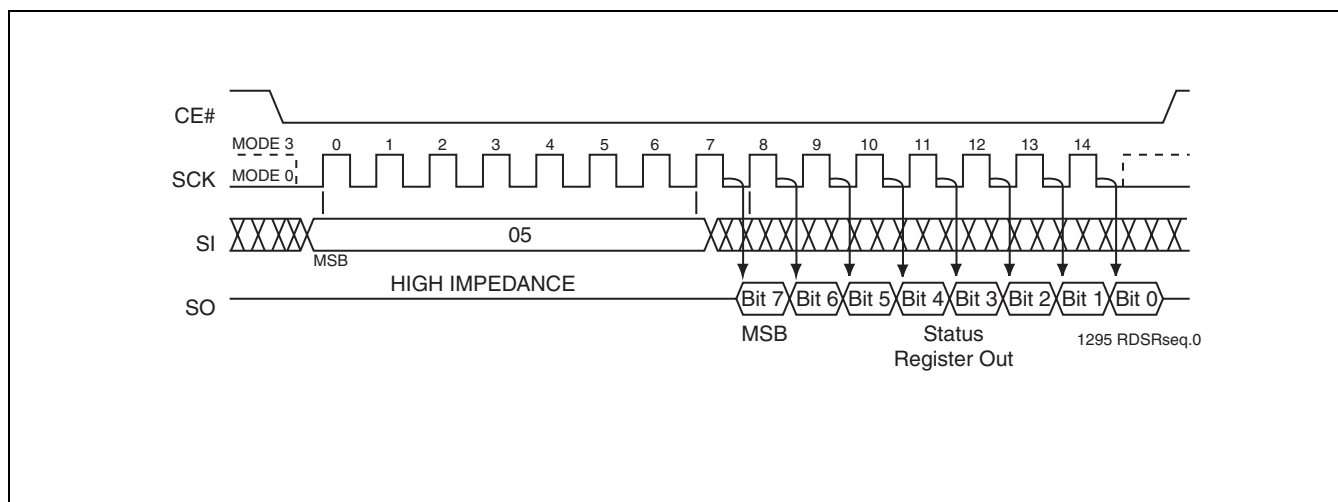 CE#
MODE 3 0 1 2 3 4 5 6 7 8 9 10 11 12 13 14
SCK MODE 0
SI 05
MSB
HIGH IMPEDANCE
SO Bit 7 Bit 6 Bit 5 Bit 4 Bit 3 Bit 2 Bit 1 Bit 0
MSB Status 1295 RDSRseq.0
Register Out